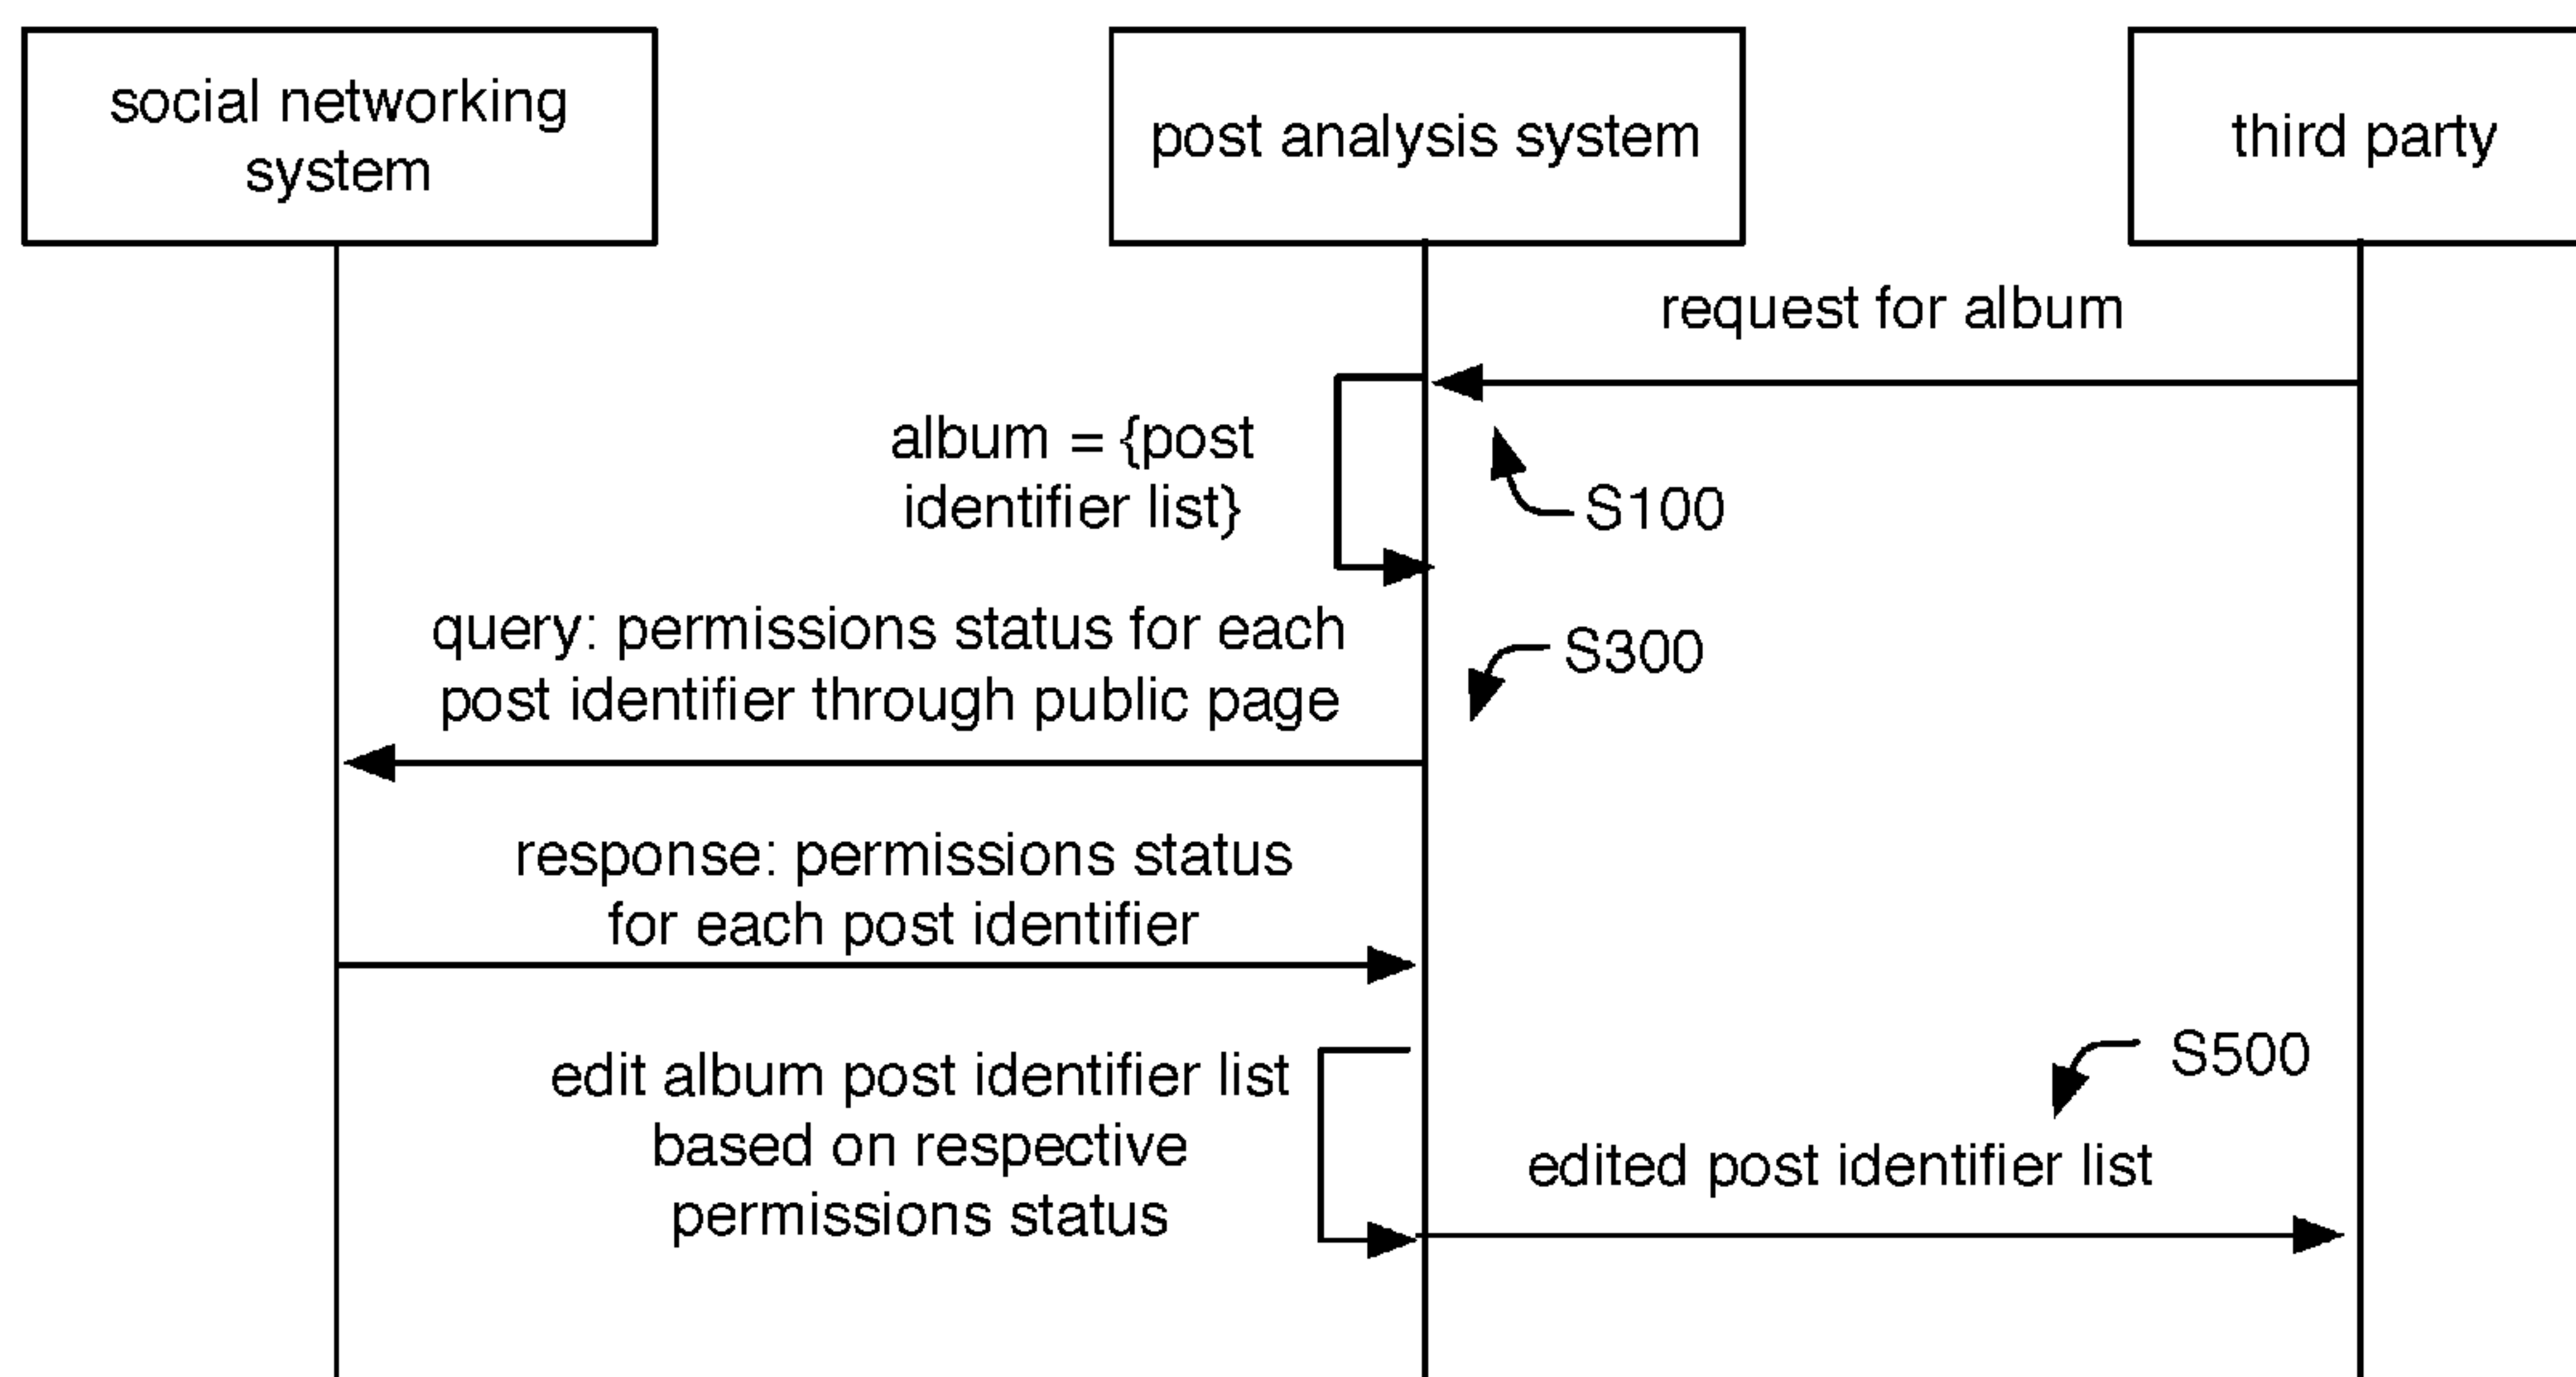 social networking
system
post analysis system
third party
request for album
album = {post
identifier list}
S100
query: permissions status for each
post identifier through public page
S300
response: permissions status
for each post identifier
edit album post identifier list
based on respective
permissions status
S500
edited post identifier list